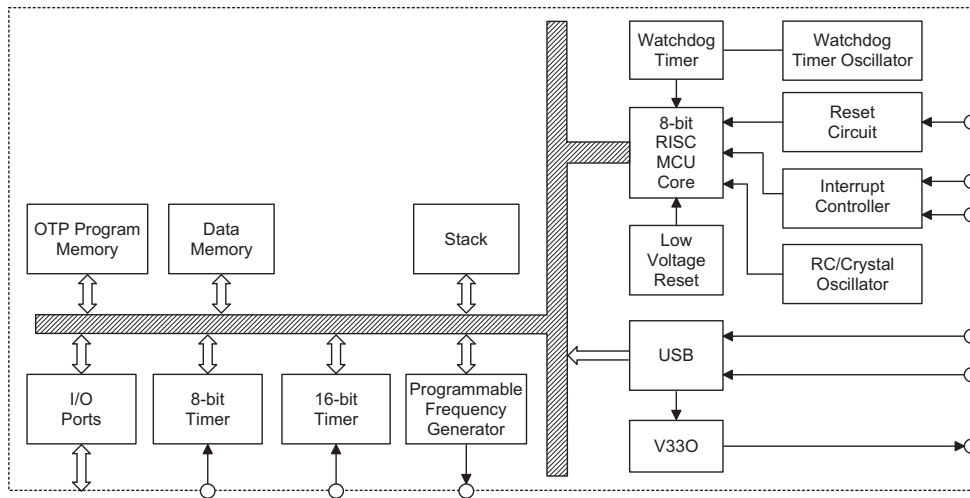 Watchdog
Timer
Watchdog
Timer Oscillator
8-bit
RISC
MCU
Core
Reset
Circuit
Interrupt
Controller
OTP Program
Memory
Data
Memory
Stack
Low
Voltage
Reset
RC/Crystal
Oscillator
USB
I/O
Ports
8-bit
Timer
16-bit
Timer
Programmable
Frequency
Generator
V33O